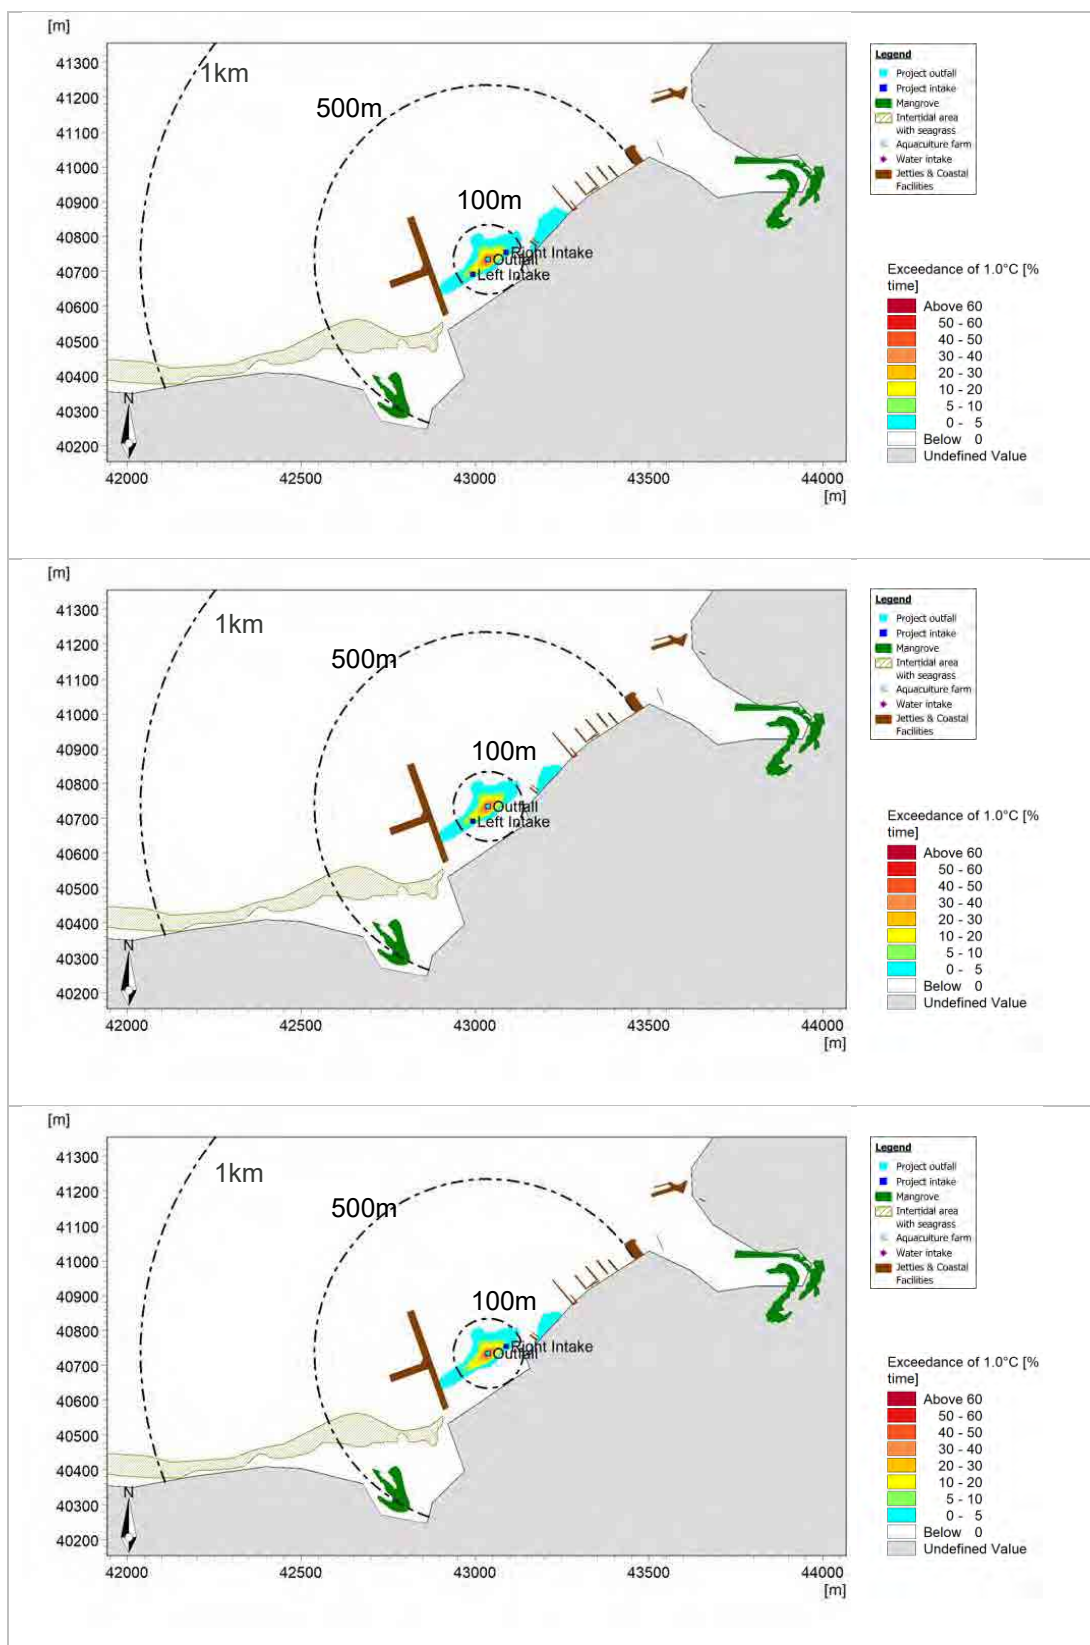 [m]
41300
41200
41100
41000
40900
40800
40700
40600
40500
40400
40300
40200
1km
500m
100m
Right Intake
Outfall
Left Intake
N
42000 42500 43000 43500 44000
[m]
Legend
Project outfall
Project intake
Mangrove
Intertidal area
with seagrass
Aquaculture farm
Water intake
Jetties & Coastal
Facilities
Exceedance of 1.0°C [%
time]
Above 60
50 - 60
40 - 50
30 - 40
20 - 30
10 - 20
5 - 10
0 - 5
Below 0
Undefined Value
[m]
41300
41200
41100
41000
40900
40800
40700
40600
40500
40400
40300
40200
1km
500m
100m
Outfall
Left Intake
N
42000 42500 43000 43500 44000
[m]
Legend
Project outfall
Project intake
Mangrove
Intertidal area
with seagrass
Aquaculture farm
Water intake
Jetties & Coastal
Facilities
Exceedance of 1.0°C [%
time]
Above 60
50 - 60
40 - 50
30 - 40
20 - 30
10 - 20
5 - 10
0 - 5
Below 0
Undefined Value
[m]
41300
41200
41100
41000
40900
40800
40700
40600
40500
40400
40300
40200
1km
500m
100m
Right Intake
Outfall
N
42000 42500 43000 43500 44000
[m]
Legend
Project outfall
Project intake
Mangrove
Intertidal area
with seagrass
Aquaculture farm
Water intake
Jetties & Coastal
Facilities
Exceedance of 1.0°C [%
time]
Above 60
50 - 60
40 - 50
30 - 40
20 - 30
10 - 20
5 - 10
0 - 5
Below 0
Undefined Value